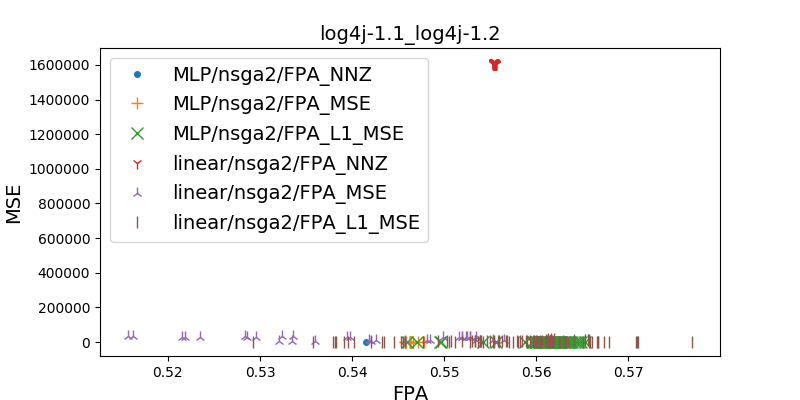 log4j-1.1_log4j-1.2
MLP/nsga2/FPA_NNZ
MLP/nsga2/FPA_MSE
MLP/nsga2/FPA_L1_MSE
linear/nsga2/FPA_NNZ
linear/nsga2/FPA_MSE
linear/nsga2/FPA_L1_MSE
MSE
1600000
1400000
1200000
1000000
800000
600000
400000
200000
0
0.52 0.53 0.54 0.55 0.56 0.57
FPA